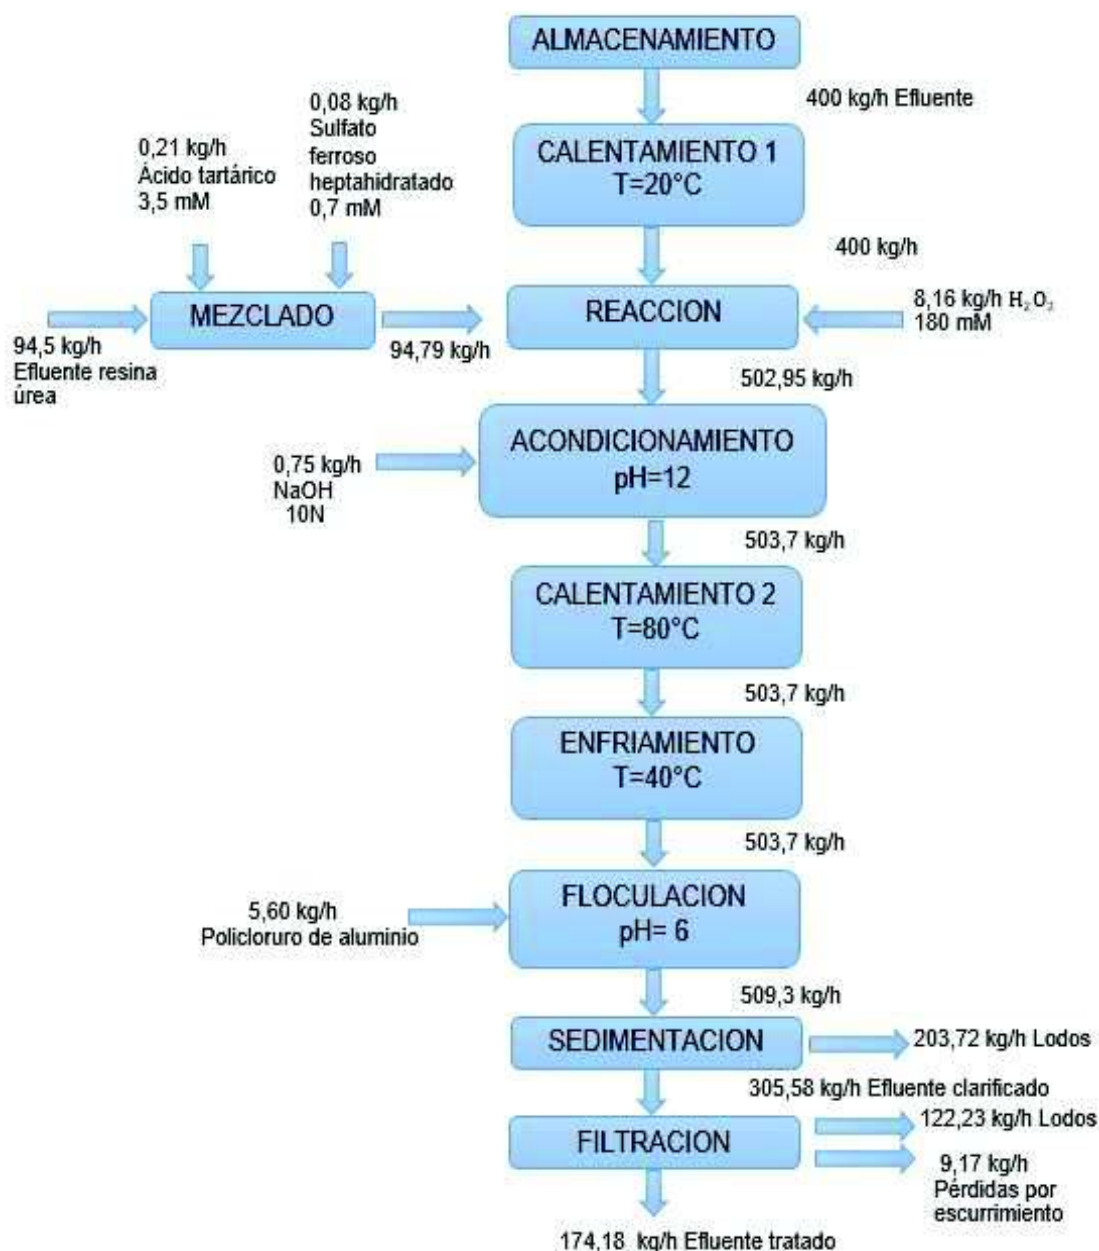 ALMACENAMIENTO
400 kg/h Efluente
0,08 kg/h
Sulfato
ferroso
heptahidratado
0,7 mM
0,21 kg/h
Ácido tartárico
3,5 mM
CALENTAMIENTO 1
T=20°C
400 kg/h
MEZCLADO
94,5 kg/h
Efluente resina
úrea
94,79 kg/h
REACCION
8,16 kg/h H₂O₂
180 mM
502,95 kg/h
ACONDICIONAMIENTO
pH=12
0,75 kg/h
NaOH
10N
503,7 kg/h
CALENTAMIENTO 2
T=80°C
503,7 kg/h
ENFRIAMIENTO
T=40°C
503,7 kg/h
FLOCULACION
pH= 6
5,60 kg/h
Policloruro de aluminio
509,3 kg/h
SEDIMENTACION
203,72 kg/h Lodos
305,58 kg/h Efluente clarificado
FILTRACION
122,23 kg/h Lodos
9,17 kg/h
Pérdidas por
escurrimiento
174,18 kg/h Efluente tratado